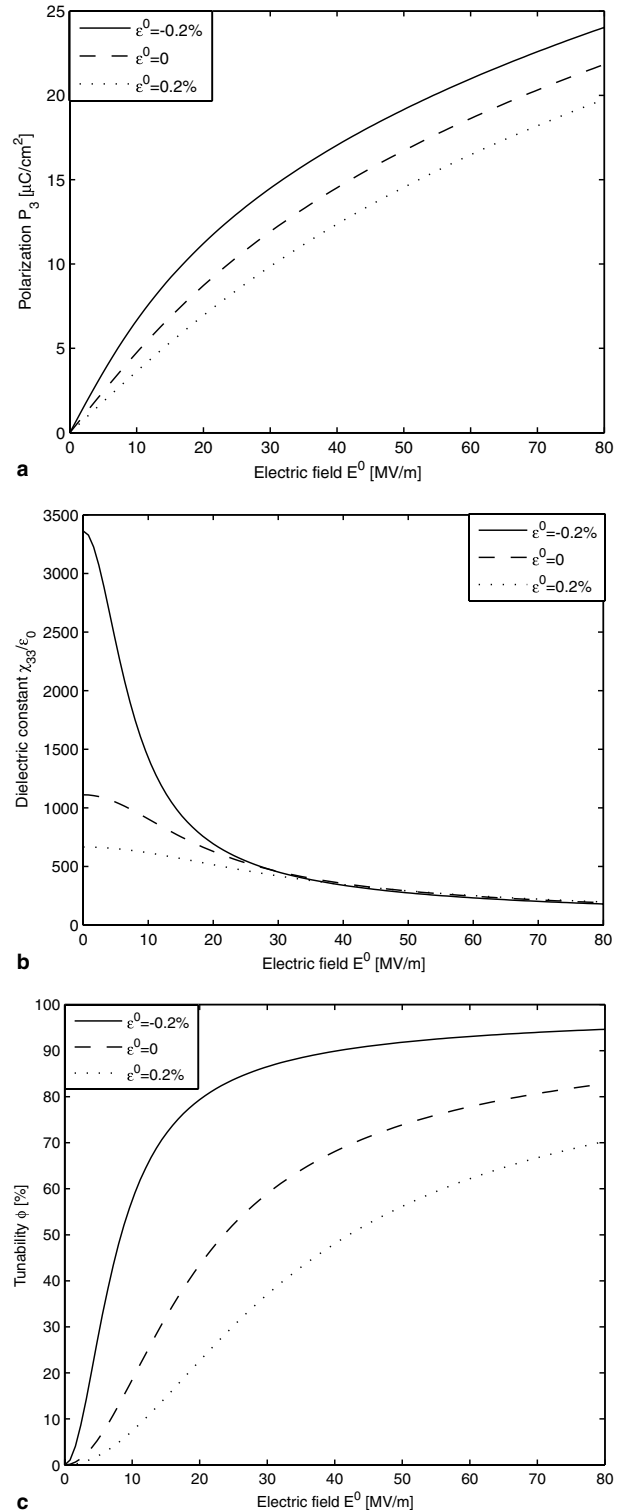 ε⁰=-0.2%
ε⁰=0
ε⁰=0.2%
25
20
15
10
5
0
Polarization P₃ [μC/cm²]
0 10 20 30 40 50 60 70 80
Electric field E⁰ [MV/m]
a
ε⁰=-0.2%
ε⁰=0
ε⁰=0.2%
3500
3000
2500
2000
1500
1000
500
0
Dielectric constant χ₃₃/ε₀
0 10 20 30 40 50 60 70 80
Electric field E⁰ [MV/m]
b
ε⁰=-0.2%
ε⁰=0
ε⁰=0.2%
100
90
80
70
60
50
40
30
20
10
0
Tunability ϕ [%]
0 10 20 30 40 50 60 70 80
Electric field E⁰ [MV/m]
c